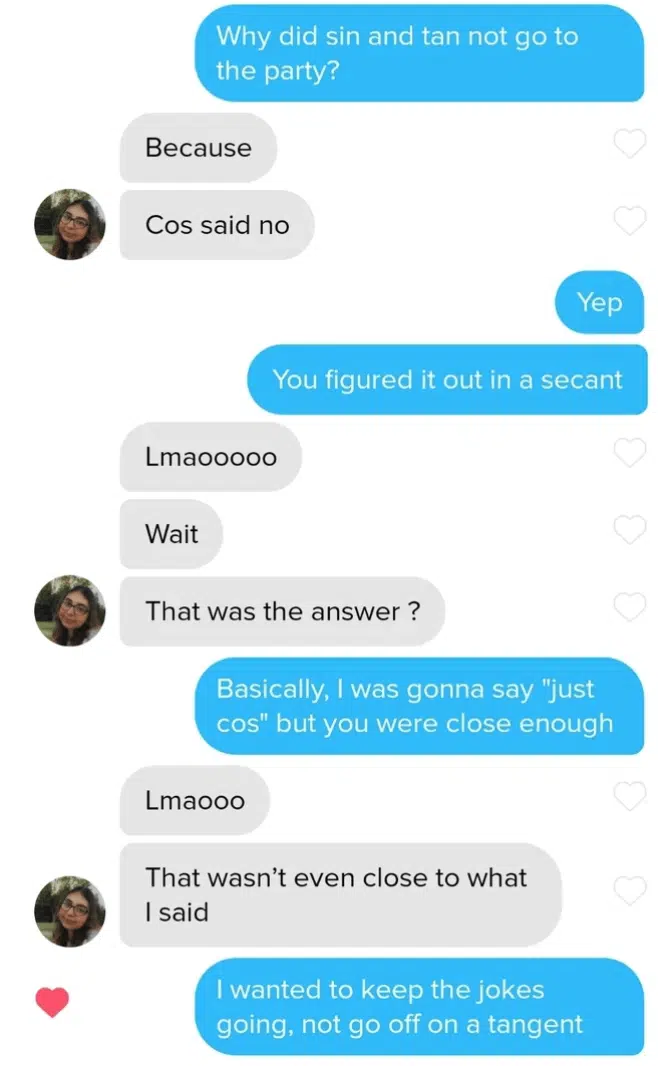 Why did sin and tan not go to
the party?
Because
Cos said no
Yep
You figured it out in a secant
Lmaooooo
Wait
That was the answer ?
Basically, I was gonna say "just
cos" but you were close enough
Lmaooo
That wasn’t even close to what
I said
I wanted to keep the jokes
going, not go off on a tangent